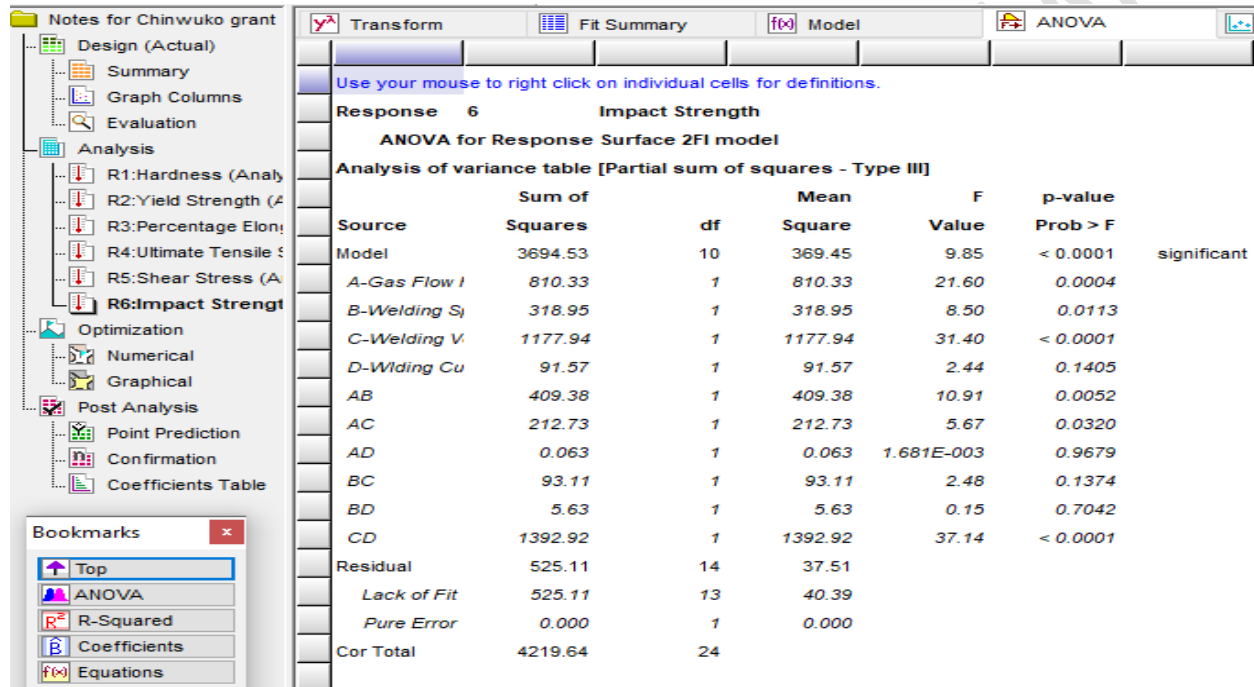 Notes for Chinwuko grant
Design (Actual)
Summary
Graph Columns
Evaluation
Analysis
R1:Hardness (Analy
R2:Yield Strength (A
R3:Percentage Elong
R4:Ultimate Tensile S
R5:Shear Stress (A
R6:Impact Strengt
Optimization
Numerical
Graphical
Post Analysis
Point Prediction
Confirmation
Coefficients Table
Bookmarks x
Top
ANOVA
R² R-Squared
β̂ Coefficients
f(x) Equations
yλ Transform Fit Summary f(x) Model ANOVA
Use your mouse to right click on individual cells for definitions.
Response 6 Impact Strength
ANOVA for Response Surface 2FI model
Analysis of variance table [Partial sum of squares - Type III]
Sum of Mean F p-value
Source Squares df Square Value Prob > F
Model 3694.53 10 369.45 9.85 < 0.0001 significant
A-Gas Flow 810.33 1 810.33 21.60 0.0004
B-Welding S 318.95 1 318.95 8.50 0.0113
C-Welding V 1177.94 1 1177.94 31.40 < 0.0001
D-Wlding Cu 91.57 1 91.57 2.44 0.1405
AB 409.38 1 409.38 10.91 0.0052
AC 212.73 1 212.73 5.67 0.0320
AD 0.063 1 0.063 1.681E-003 0.9679
BC 93.11 1 93.11 2.48 0.1374
BD 5.63 1 5.63 0.15 0.7042
CD 1392.92 1 1392.92 37.14 < 0.0001
Residual 525.11 14 37.51
Lack of Fit 525.11 13 40.39
Pure Error 0.000 1 0.000
Cor Total 4219.64 24